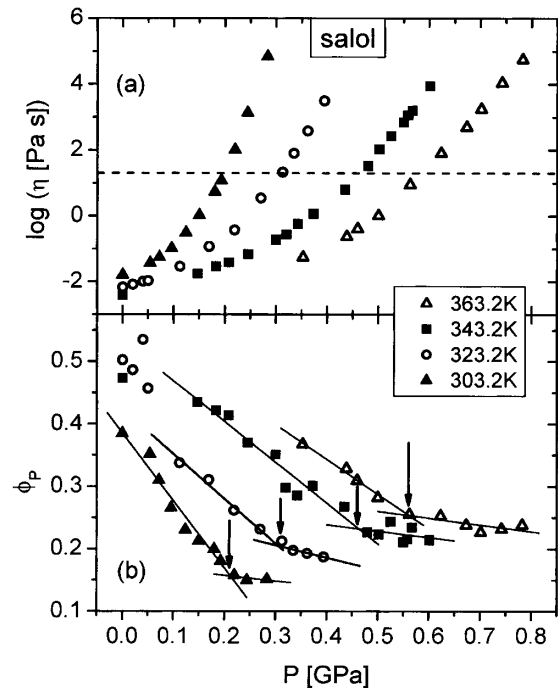 salol
(a)
6
4
2
0
-2
log (η [Pa s])
363.2K
343.2K
323.2K
303.2K
0.5
0.4
0.3
0.2
0.1
ϕP
(b)
0.0 0.1 0.2 0.3 0.4 0.5 0.6 0.7 0.8
P [GPa]